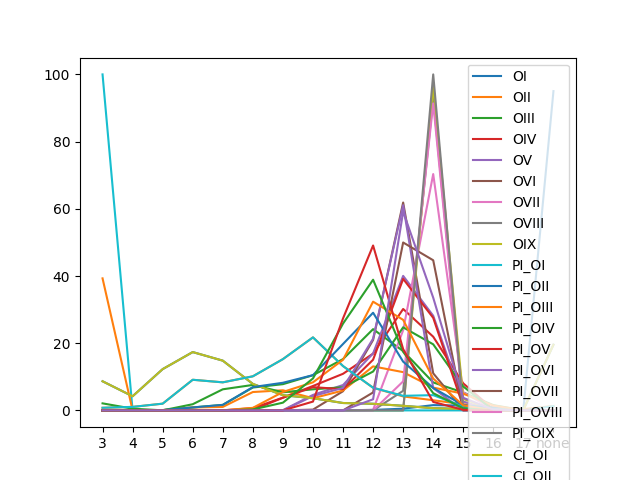 100
80
60
40
20
0
3 4 5 6 7 8 9 10 11 12 13 14 15 16 17 none
OI
OII
OIII
OIV
OV
OVI
OVII
OVIII
OIX
PI_OI
PI_OII
PI_OIII
PI_OIV
PI_OV
PI_OVI
PI_OVII
PI_OVIII
PI_OIX
CI_OI
CI_OII